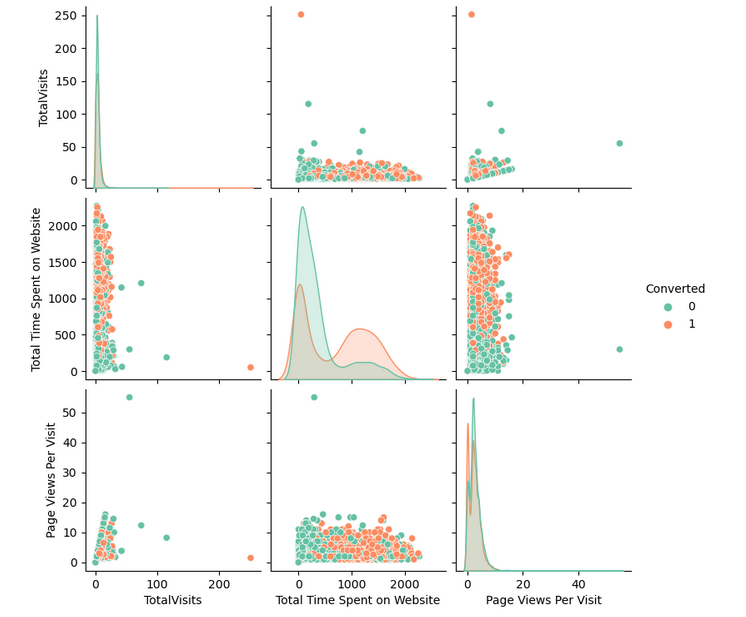 TotalVisits
250
200
150
100
50
0
Total Time Spent on Website
2000
1500
1000
500
0
Converted
0
1
Page Views Per Visit
50
40
30
20
10
0
0 100 200
0 1000 2000
0 20 40
TotalVisits
Total Time Spent on Website
Page Views Per Visit